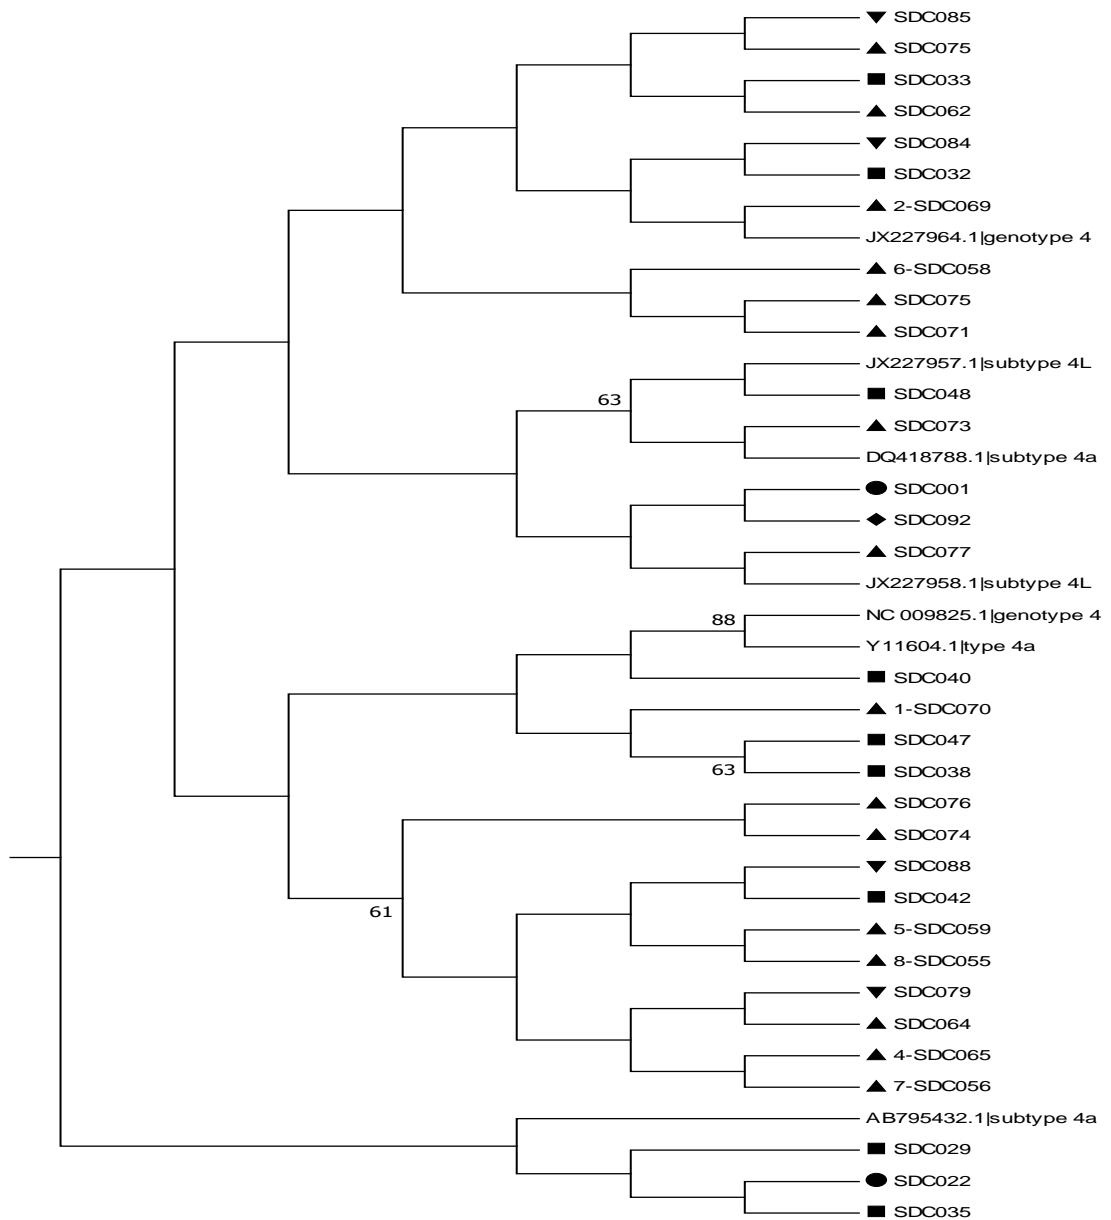 SDC085
SDC075
SDC033
SDC062
SDC084
SDC032
2-SDC069
JX227964.1|genotype 4
6-SDC058
SDC075
SDC071
JX227957.1|subtype 4L
63
SDC048
SDC073
DQ418788.1|subtype 4a
SDC001
SDC092
SDC077
JX227958.1|subtype 4L
NC 009825.1|genotype 4
88
Y11604.1|type 4a
SDC040
1-SDC070
SDC047
63
SDC038
SDC076
SDC074
SDC088
SDC042
61
5-SDC059
8-SDC055
SDC079
SDC064
4-SDC065
7-SDC056
AB795432.1|subtype 4a
SDC029
SDC022
SDC035